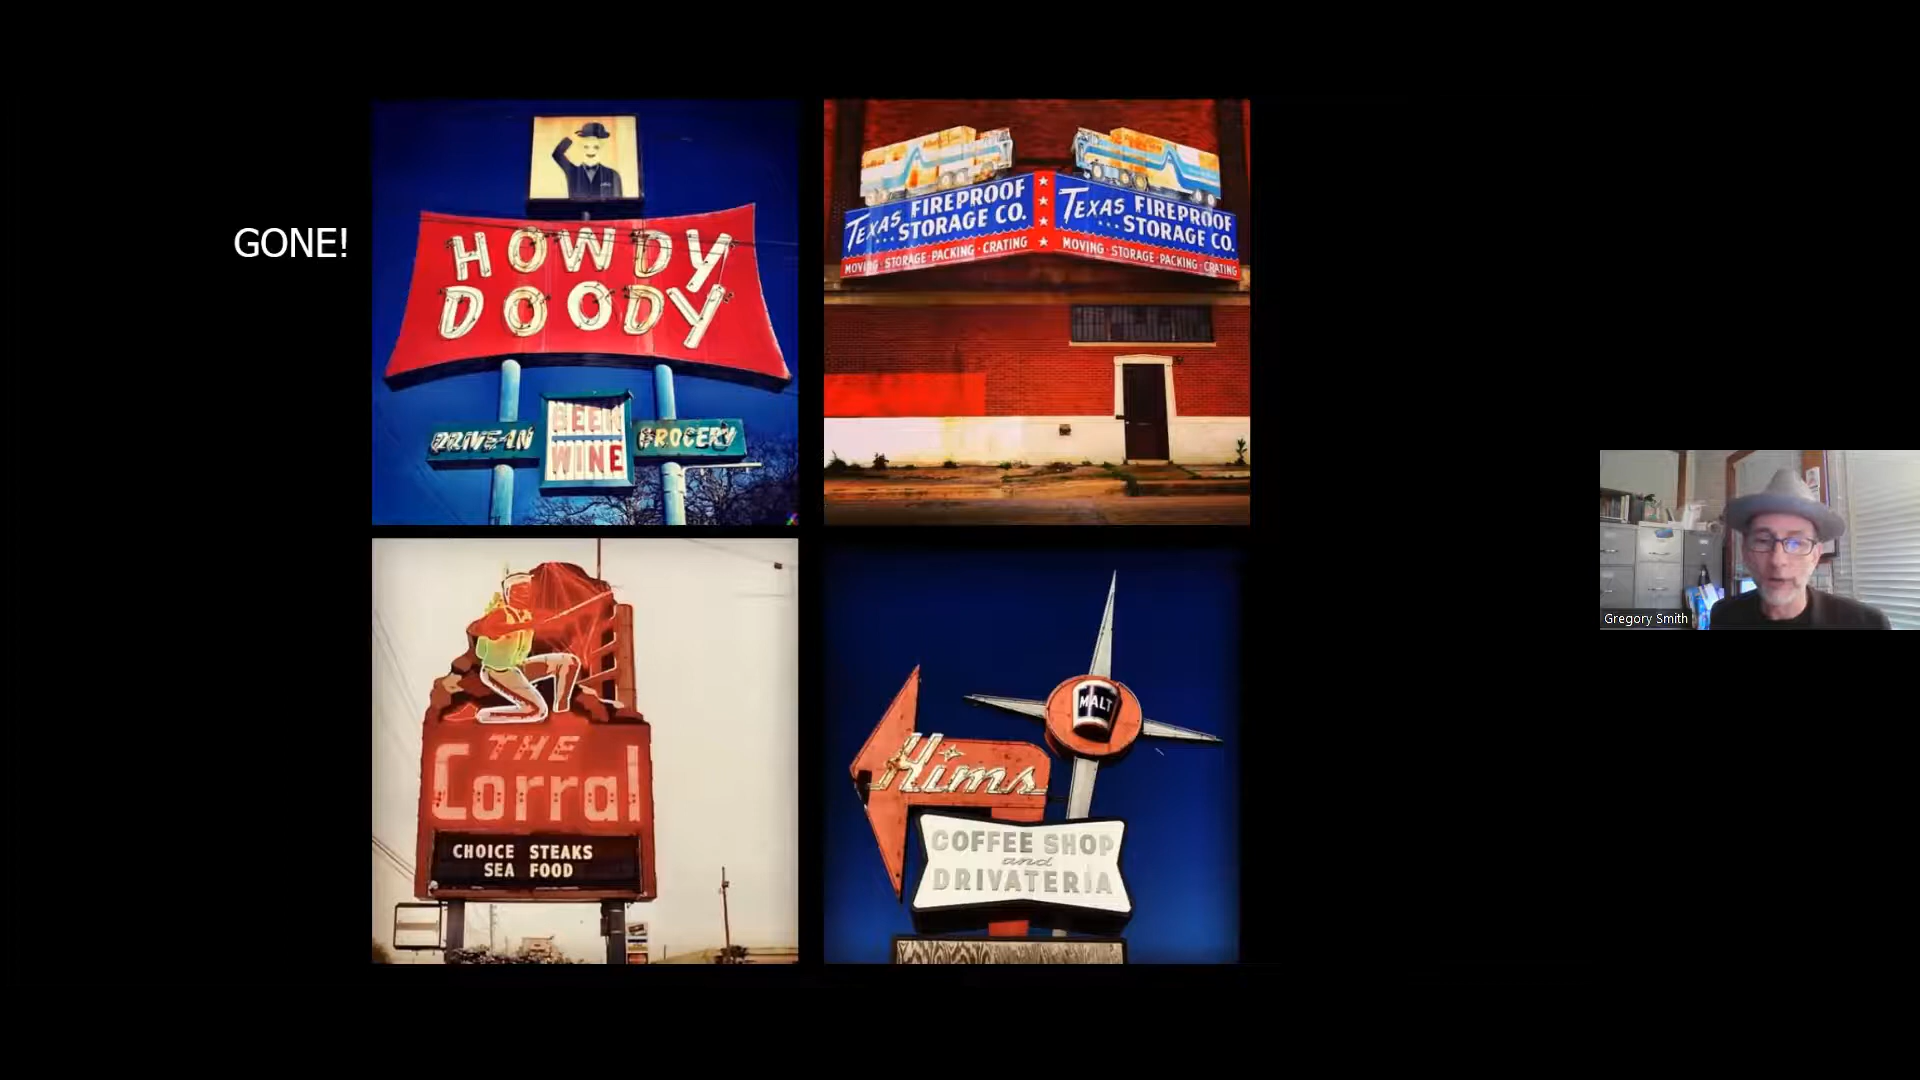 GONE!
HOWDY
DOODY
DRIVE-IN
BEER
WINE
GROCERY
TEXAS FIREPROOF
STORAGE CO.
MOVING · STORAGE · PACKING · CRATING
TEXAS FIREPROOF
STORAGE CO.
MOVING · STORAGE · PACKING · CRATING
THE
Corral
CHOICE STEAKS
SEA FOOD
MALT
Hims
COFFEE SHOP
and
DRIVATERIA
Gregory Smith